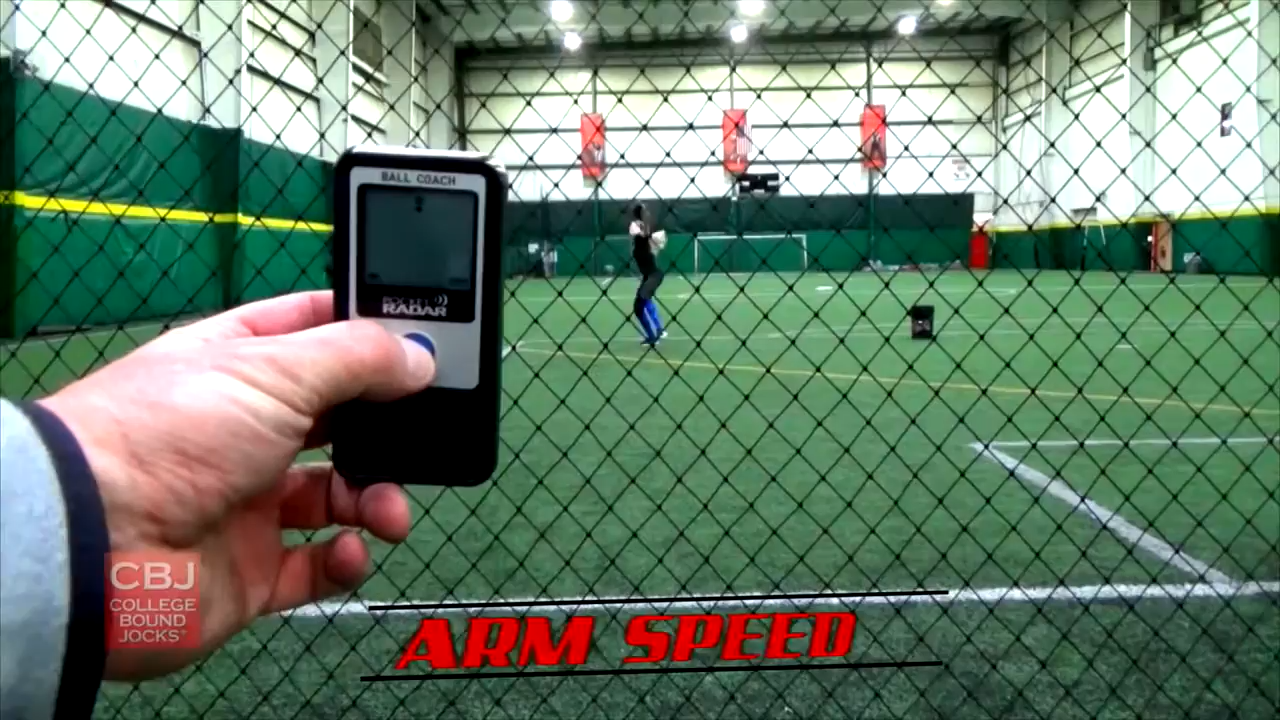 BALL COACH
POCKET
RADAR
CBJ
COLLEGE
BOUND
JOCKS
ARM SPEED